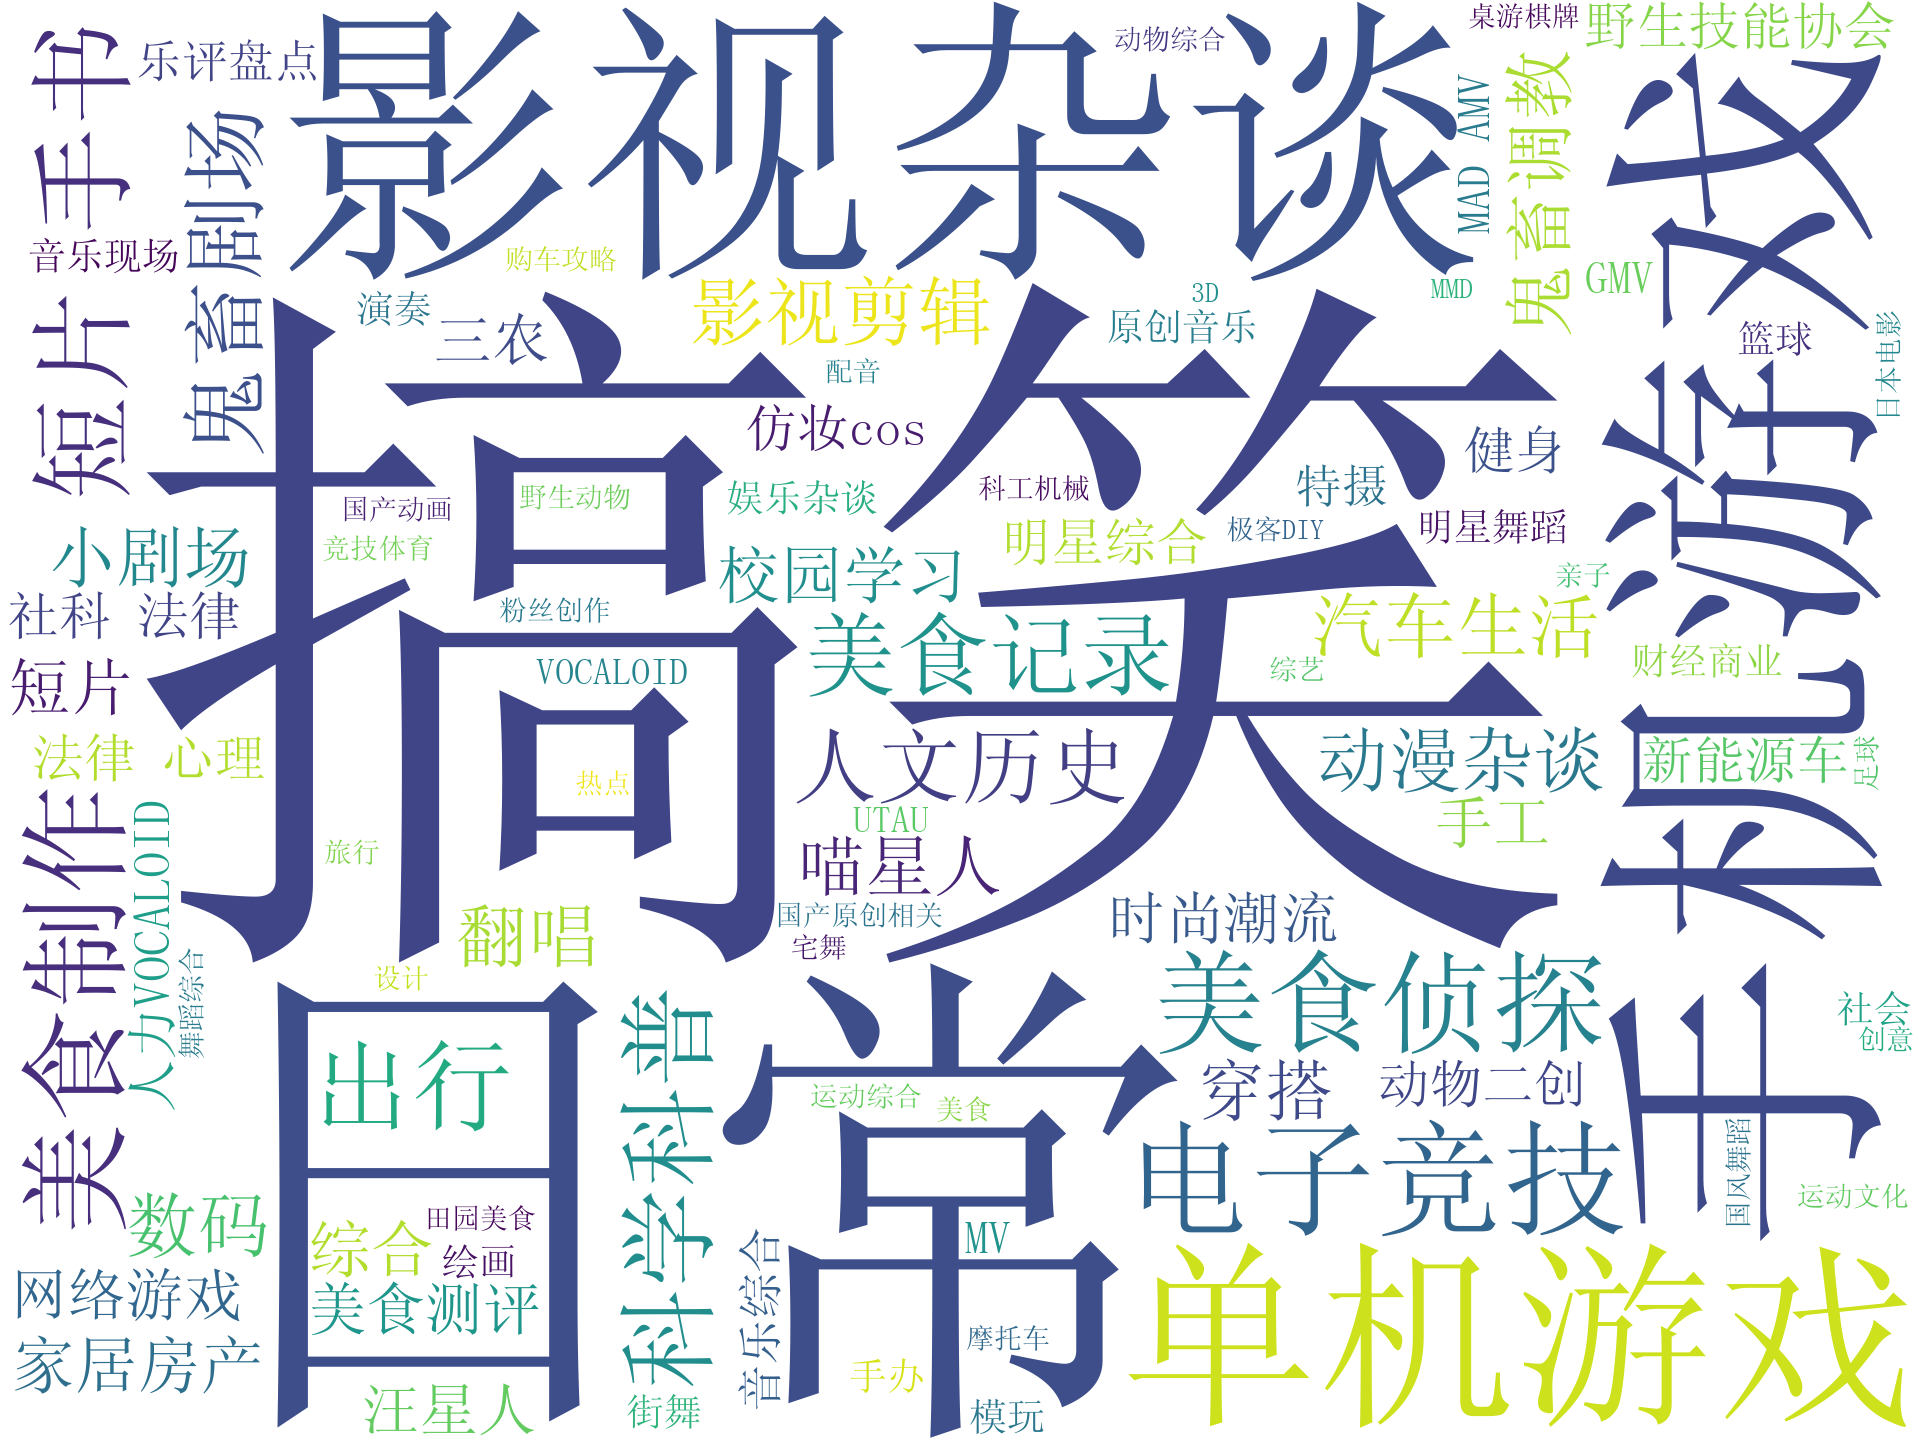 影视杂谈
动物综合
桌游棋牌
野生技能协会
乐评盘点
短片手书
鬼畜剧场
音乐现场
MAD AMV
鬼畜调教
手机游戏
购车攻略
GMV
演奏
三农
影视剪辑
3D
MMD
原创音乐
篮球
日本电影
配音
搞笑
仿妆cos
健身
国产动画
野生动物
娱乐杂谈
科工机械
特摄
竞技体育
明星综合
极客DIY
明星舞蹈
小剧场
校园学习
亲子
社科 法律
粉丝创作
美食记录
汽车生活
短片
VOCALOID
综艺
财经商业
法律 心理
热点
人文历史
动漫杂谈
新能源车
足球
美食制作
人力VOCALOID
旅行
UTAU
手工
喵星人
翻唱
国产原创相关
时尚潮流
舞蹈综合
宅舞
设计
日常
美食侦探
社会
创意
出行
科学科普
运动综合
美食
穿搭
动物二创
电子竞技
国风舞蹈
运动文化
数码
综合
田园美食
绘画
MV
单机游戏
网络游戏
美食测评
音乐综合
摩托车
家居房产
手办
汪星人
街舞
模玩